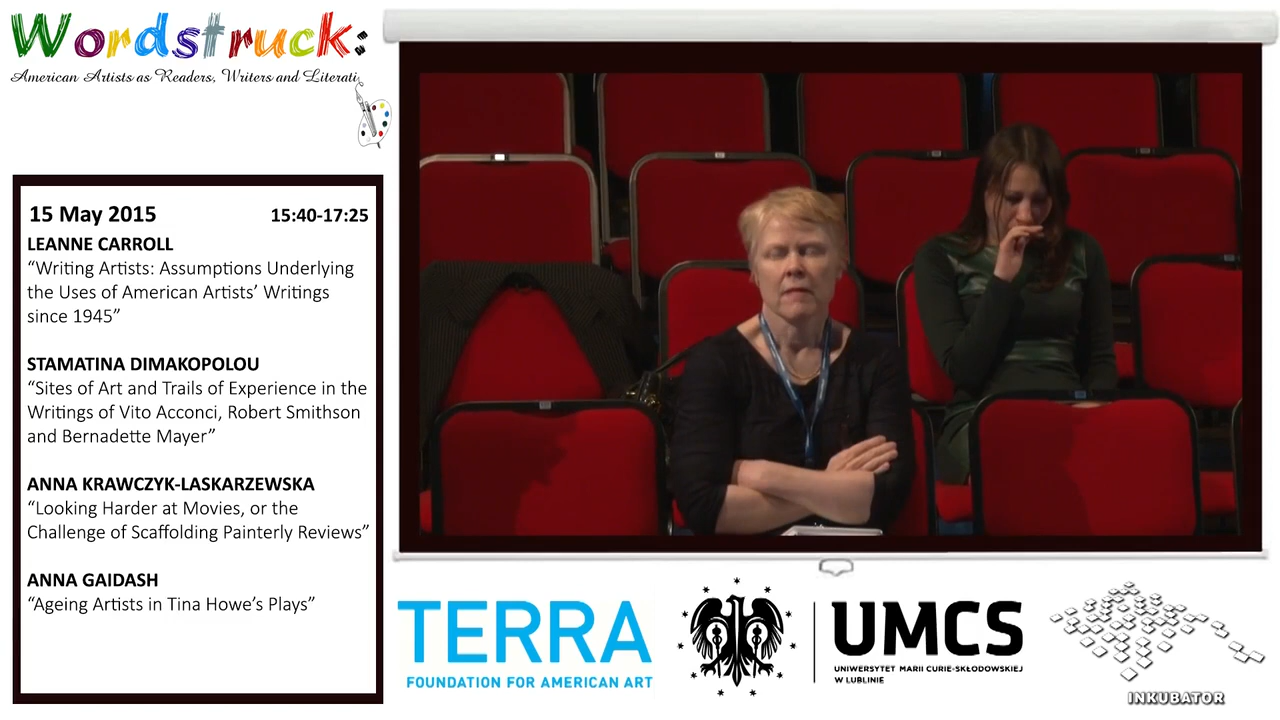 Wordstruck:
American Artists as Readers, Writers and Literati
15 May 2015 15:40-17:25
LEANNE CARROLL
“Writing Artists: Assumptions Underlying
the Uses of American Artists’ Writings
since 1945”
STAMATINA DIMAKOPOLOU
“Sites of Art and Trails of Experience in the
Writings of Vito Acconci, Robert Smithson
and Bernadette Mayer”
ANNA KRAWCZYK-LASKARZEWSKA
“Looking Harder at Movies, or the
Challenge of Scaffolding Painterly Reviews”
ANNA GAIDASH
“Ageing Artists in Tina Howe’s Plays”
TERRA
FOUNDATION FOR AMERICAN ART
UMCS
UNIWERSYTET MARII CURIE-SKŁODOWSKIEJ
W LUBLINIE
INKUBATOR